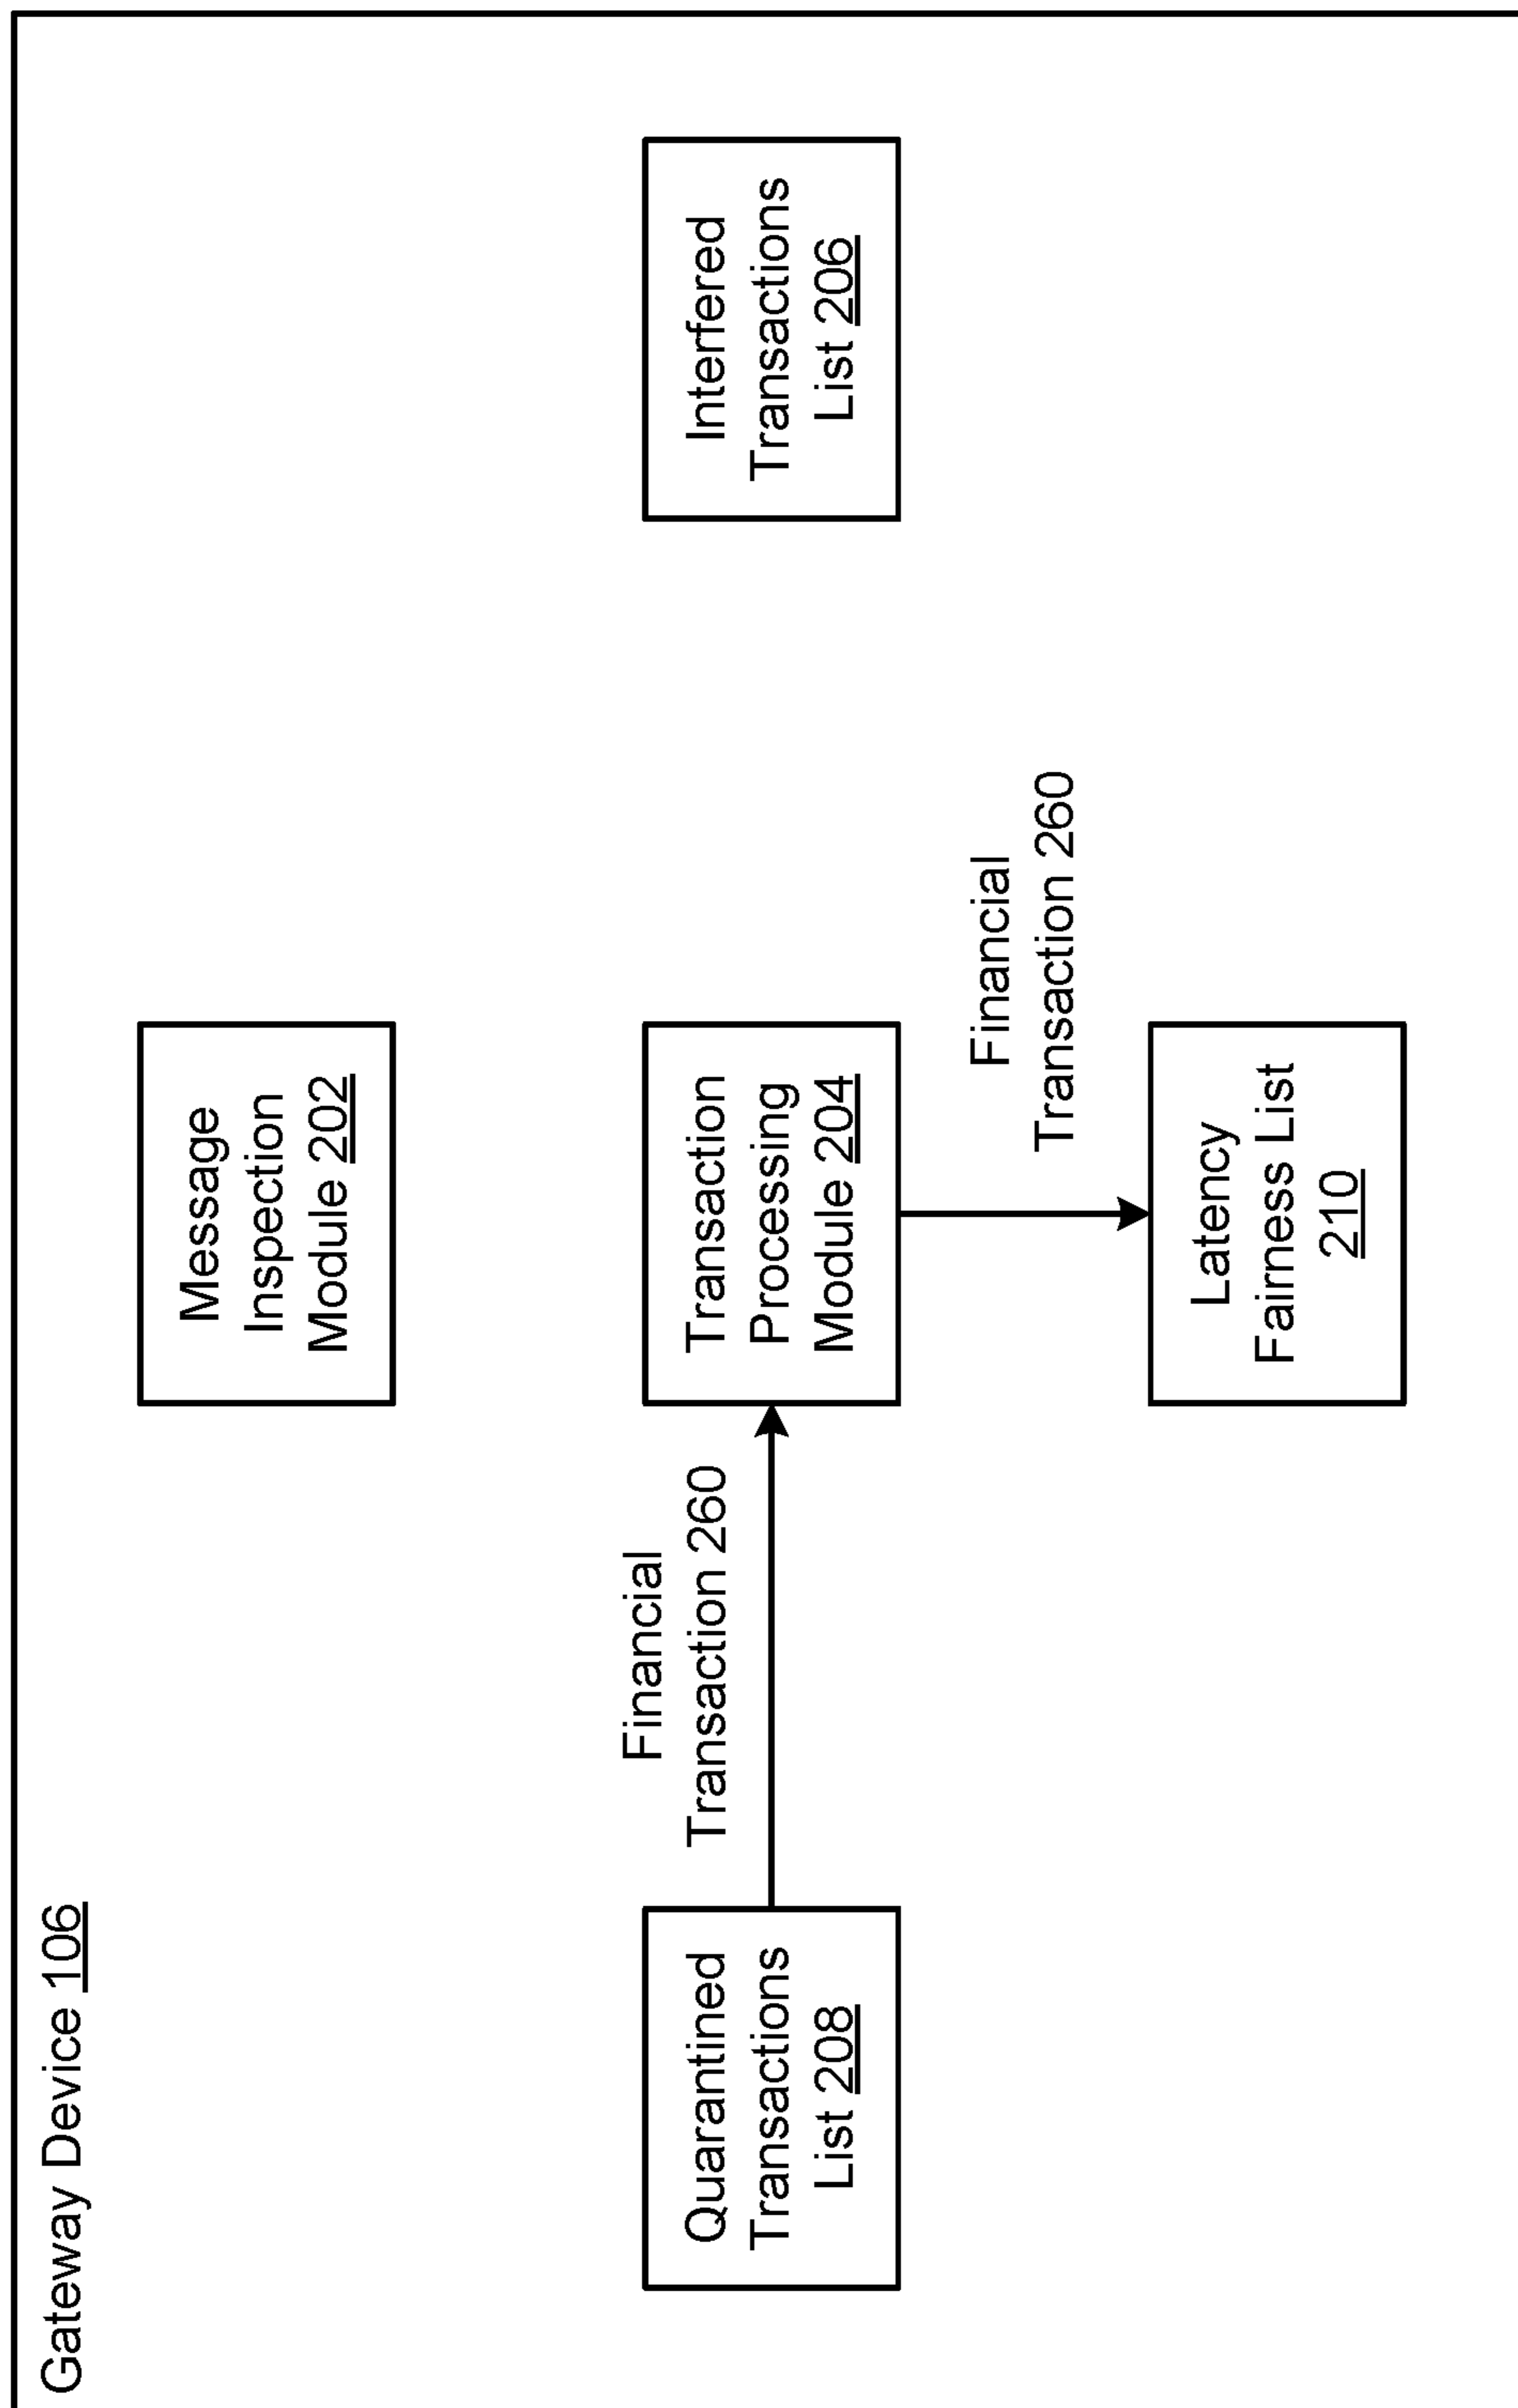 Gateway Device 106
Message
Inspection
Module 202
Quarantined
Transactions
List 208
Financial
Transaction 260
Transaction
Processing
Module 204
Interfered
Transactions
List 206
Financial
Transaction 260
Latency
Fairness List
210